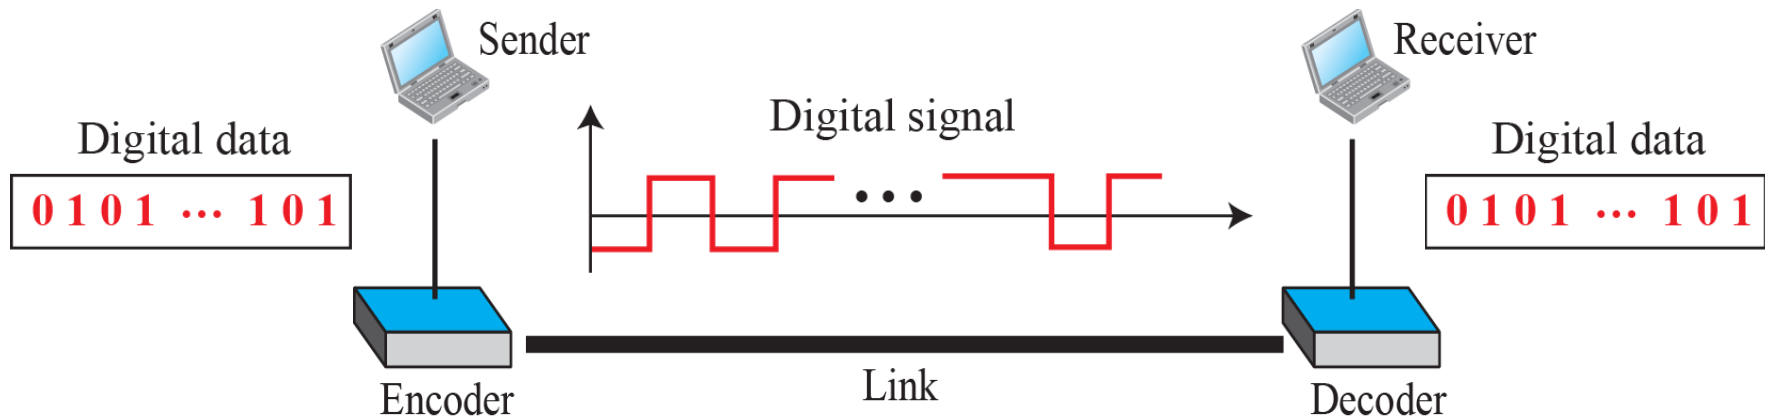 Sender
Receiver
Digital signal
Digital data
Digital data
0 1 0 1 ... 1 0 1
0 1 0 1 ... 1 0 1
Encoder
Link
Decoder